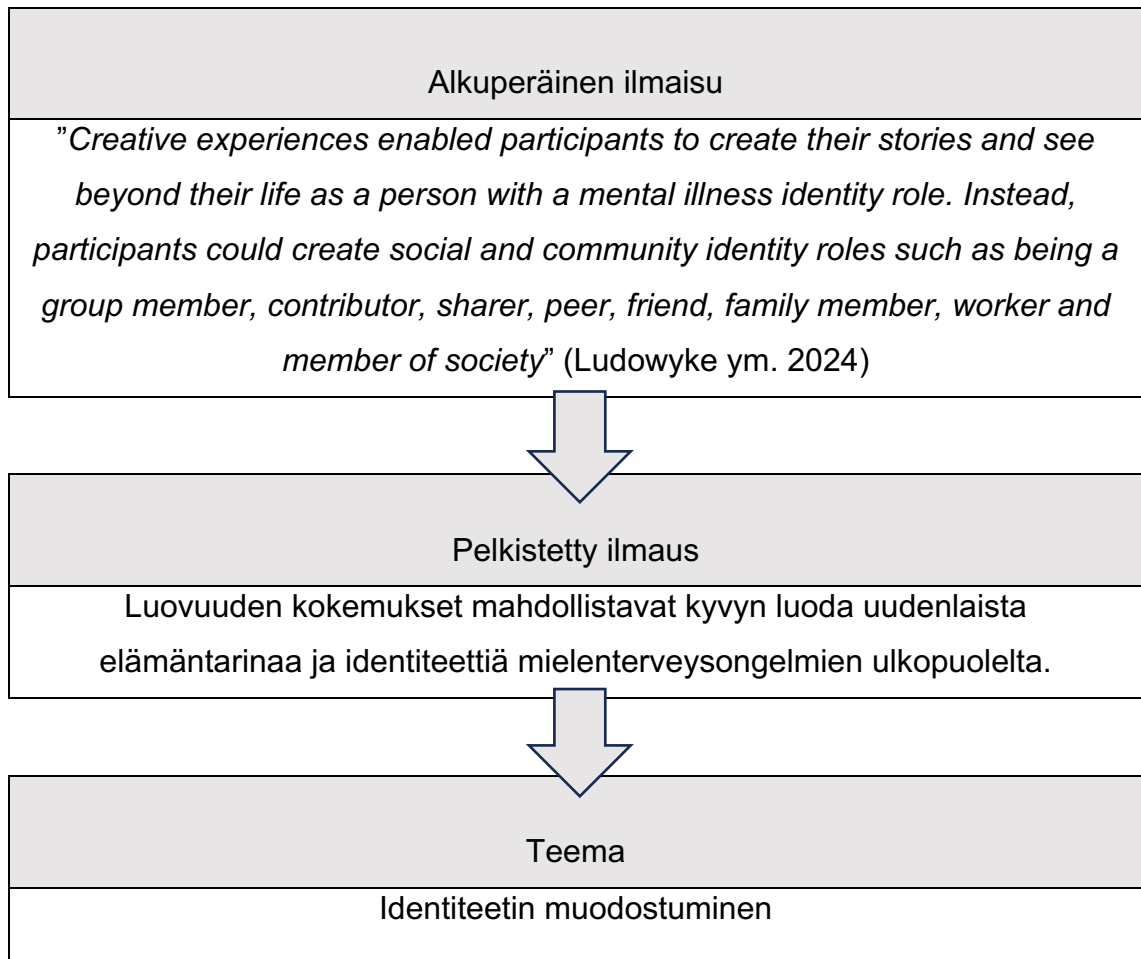 Alkuperäinen ilmaisu
”Creative experiences enabled participants to create their stories and see
beyond their life as a person with a mental illness identity role. Instead,
participants could create social and community identity roles such as being a
group member, contributor, sharer, peer, friend, family member, worker and
member of society” (Ludowyke ym. 2024)
Pelkistetty ilmaus
Luovuuden kokemukset mahdollistavat kyvyn luoda uudenlaista
elämäntarinaa ja identiteettiä mielenterveysongelmien ulkopuolelta.
Teema
Identiteetin muodostuminen